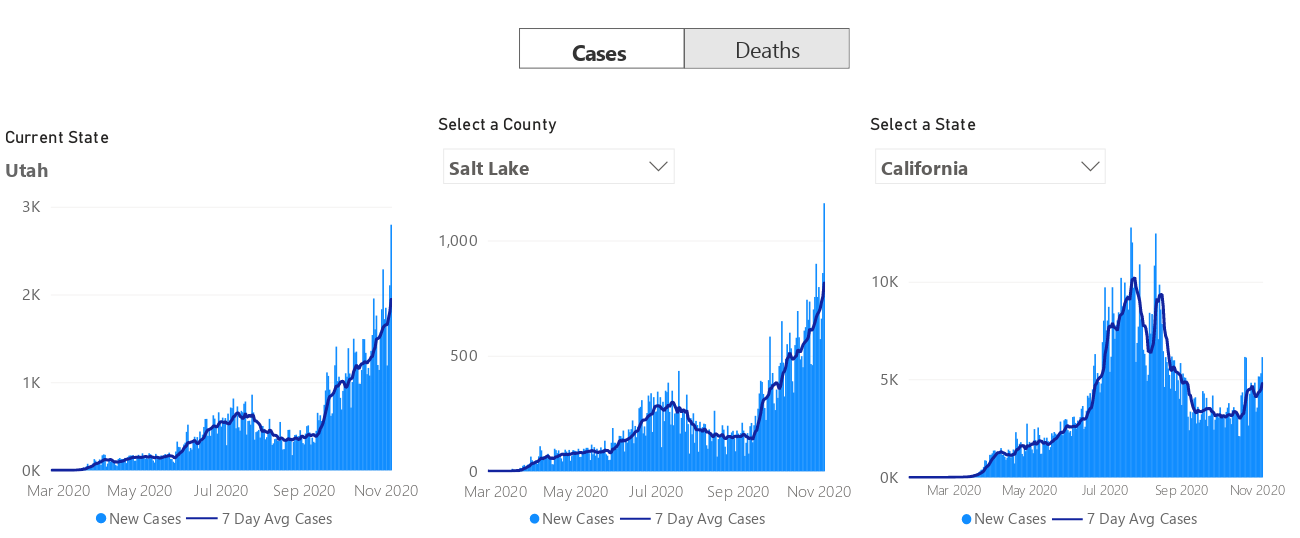 Cases
Deaths
Current State
Utah
3K
2K
1K
0K
Mar 2020 May 2020 Jul 2020 Sep 2020 Nov 2020
New Cases 7 Day Avg Cases
Select a County
Salt Lake
1,000
500
0
Mar 2020 May 2020 Jul 2020 Sep 2020 Nov 2020
New Cases 7 Day Avg Cases
Select a State
California
10K
5K
0K
Mar 2020 May 2020 Jul 2020 Sep 2020 Nov 2020
New Cases 7 Day Avg Cases